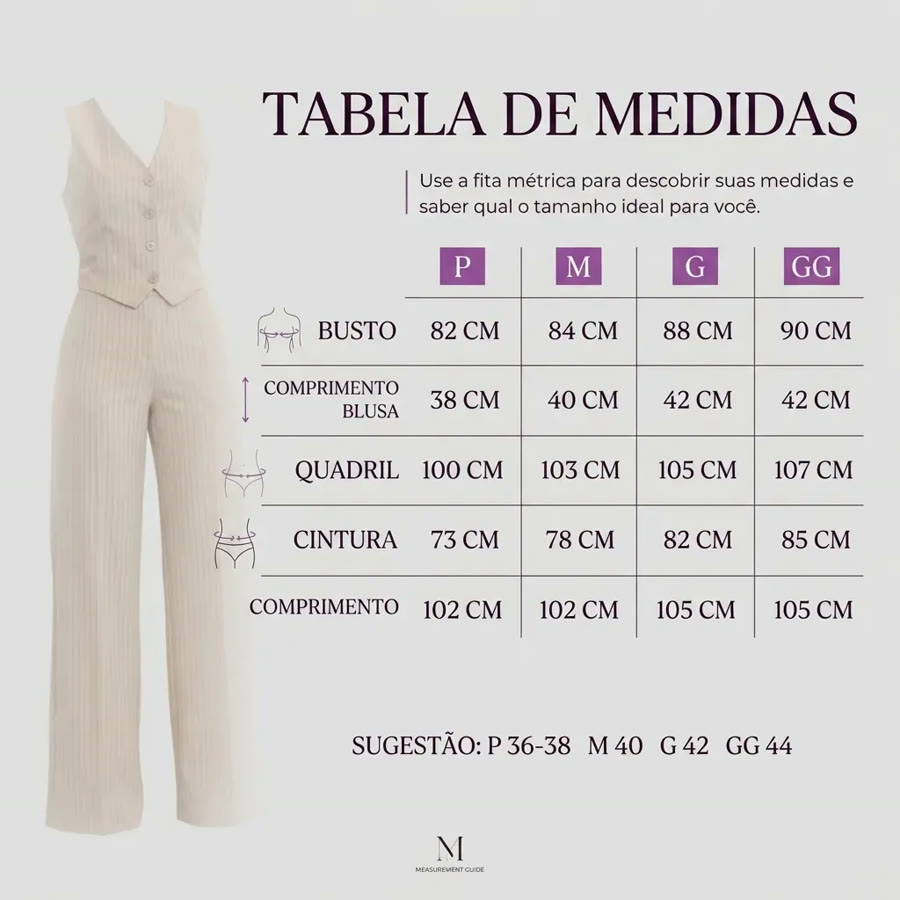 TABELA DE MEDIDAS
Use a fita métrica para descobrir suas medidas e
saber qual o tamanho ideal para você.
P M G GG
BUSTO 82 CM 84 CM 88 CM 90 CM
COMPRIMENTO
BLUSA 38 CM 40 CM 42 CM 42 CM
QUADRIL 100 CM 103 CM 105 CM 107 CM
CINTURA 73 CM 78 CM 82 CM 85 CM
COMPRIMENTO 102 CM 102 CM 105 CM 105 CM
SUGESTÃO: P 36-38 M 40 G 42 GG 44
M
MEASUREMENT GUIDE